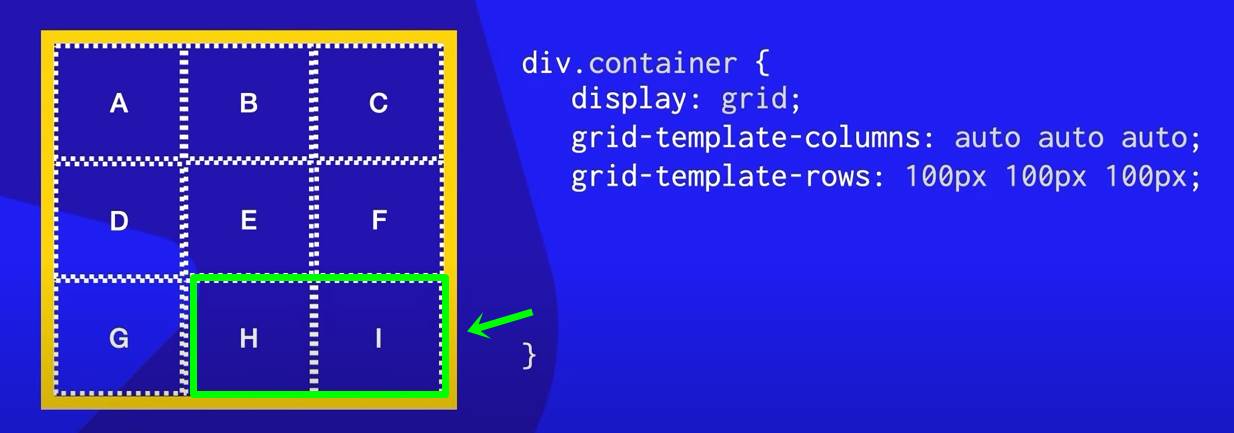 A B C
D E F
G H I
div.container {
display: grid;
grid-template-columns: auto auto auto;
grid-template-rows: 100px 100px 100px;
}